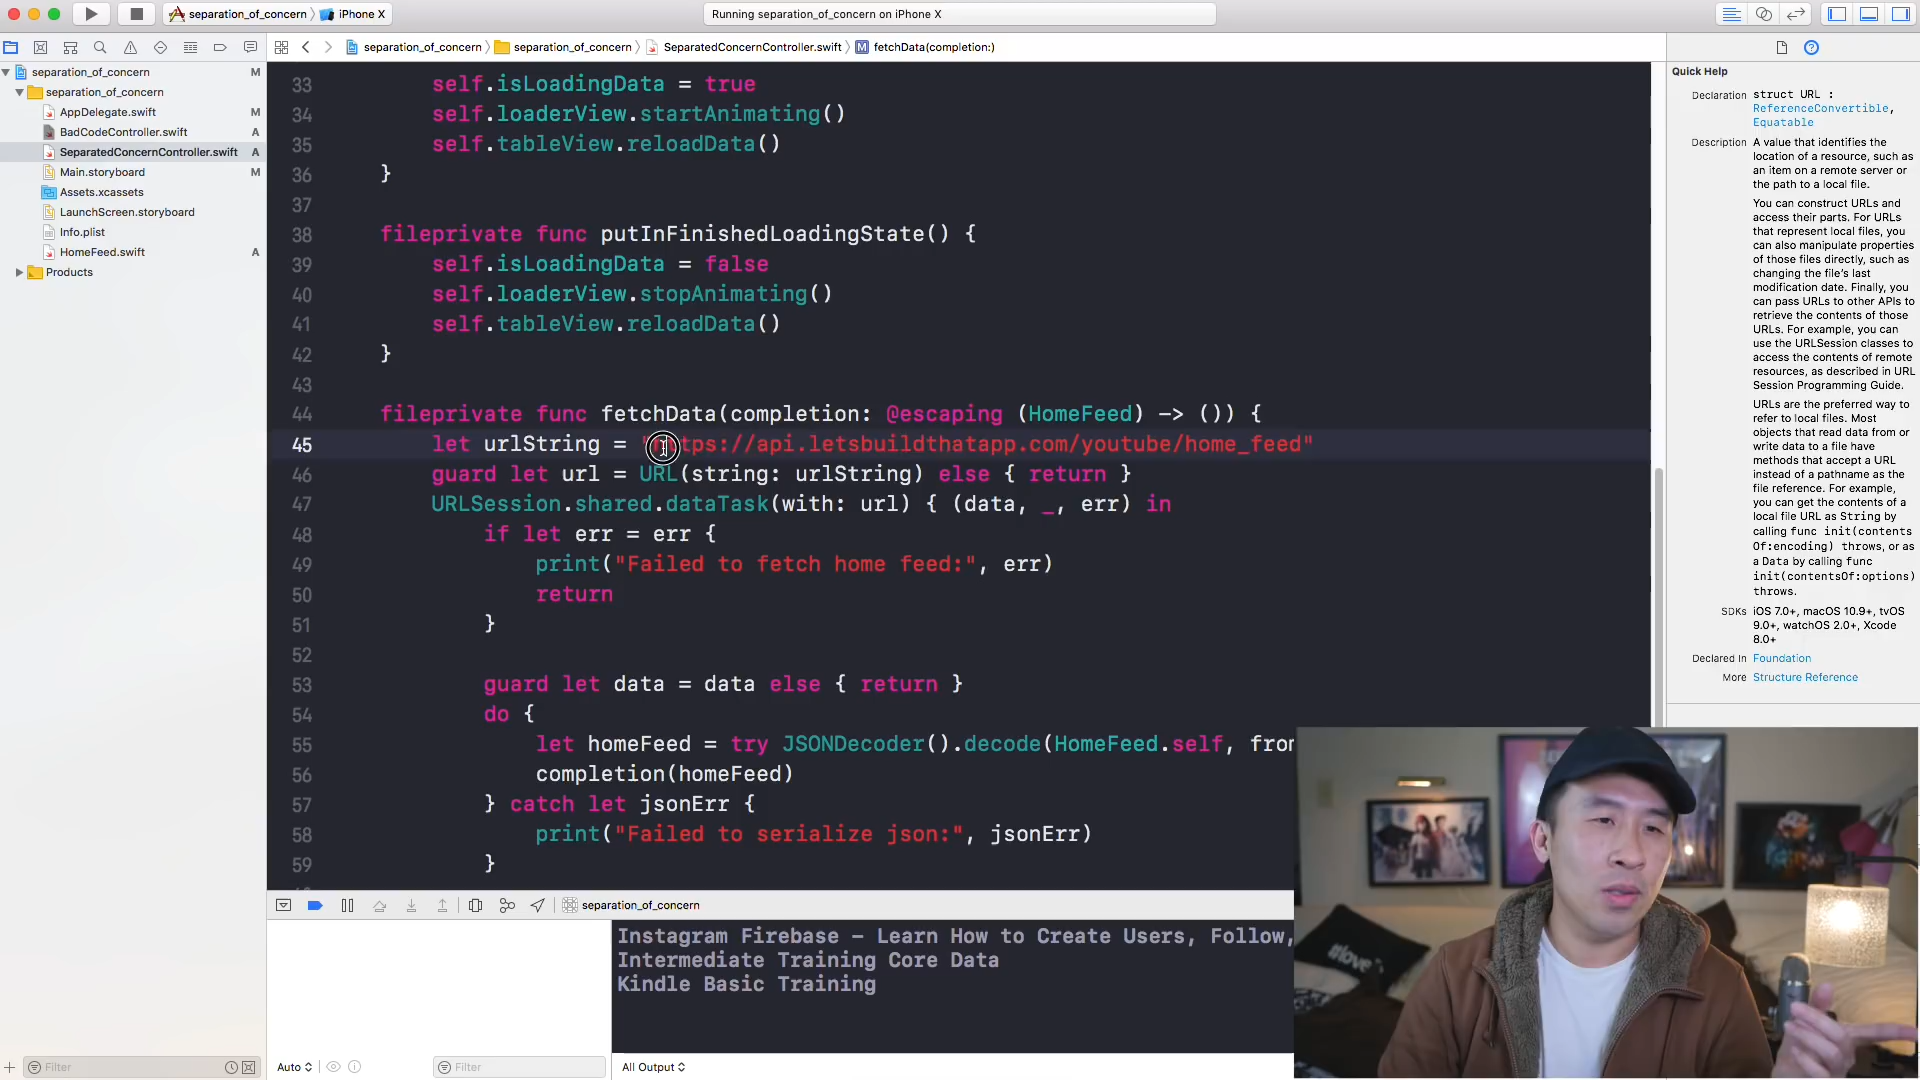 separation_of_concern
iPhone X
Running separation_of_concern on iPhone X
separation_of_concern
separation_of_concern
SeparatedConcernController.swift
M
fetchData(completion:)
separation_of_concern M
separation_of_concern
AppDelegate.swift M
BadCodeController.swift A
SeparatedConcernController.swift A
Main.storyboard M
Assets.xcassets
LaunchScreen.storyboard
Info.plist
HomeFeed.swift A
Products
33 self.isLoadingData = true
34 self.loaderView.startAnimating()
35 self.tableView.reloadData()
36 }
37
38 fileprivate func putInFinishedLoadingState() {
39 self.isLoadingData = false
40 self.loaderView.stopAnimating()
41 self.tableView.reloadData()
42 }
43
44 fileprivate func fetchData(completion: @escaping (HomeFeed) -> ()) {
45 let urlString = "https://api.letsbuildthatapp.com/youtube/home_feed"
46 guard let url = URL(string: urlString) else { return }
47 URLSession.shared.dataTask(with: url) { (data, _, err) in
48 if let err = err {
49 print("Failed to fetch home feed:", err)
50 return
51 }
52
53 guard let data = data else { return }
54 do {
55 let homeFeed = try JSONDecoder().decode(HomeFeed.self, from
56 completion(homeFeed)
57 } catch let jsonErr {
58 print("Failed to serialize json:", jsonErr)
59 }
Quick Help
Declaration struct URL :
ReferenceConvertible,
Equatable
Description A value that identifies the
location of a resource, such as
an item on a remote server or
the path to a local file.
You can construct URLs and
access their parts. For URLs
that represent local files, you
can also manipulate properties
of those files directly, such as
changing the file's last
modification date. Finally, you
can pass URLs to other APIs to
retrieve the contents of those
URLs. For example, you can
use the URLSession classes to
access the contents of remote
resources, as described in URL
Session Programming Guide.
URLs are the preferred way to
refer to local files. Most
objects that read data from or
write data to a file have
methods that accept a URL
instead of a pathname as the
file reference. For example,
you can get the contents of a
local file URL as String by
calling func init(contents
Of:encoding) throws, or as
a Data by calling func
init(contentsOf:options)
throws.
SDKs iOS 7.0+, macOS 10.9+, tvOS
9.0+, watchOS 2.0+, Xcode
8.0+
Declared In Foundation
More Structure Reference
separation_of_concern
Instagram Firebase - Learn How to Create Users, Follow,
Intermediate Training Core Data
Kindle Basic Training
Filter
Auto
Filter
All Output
#love